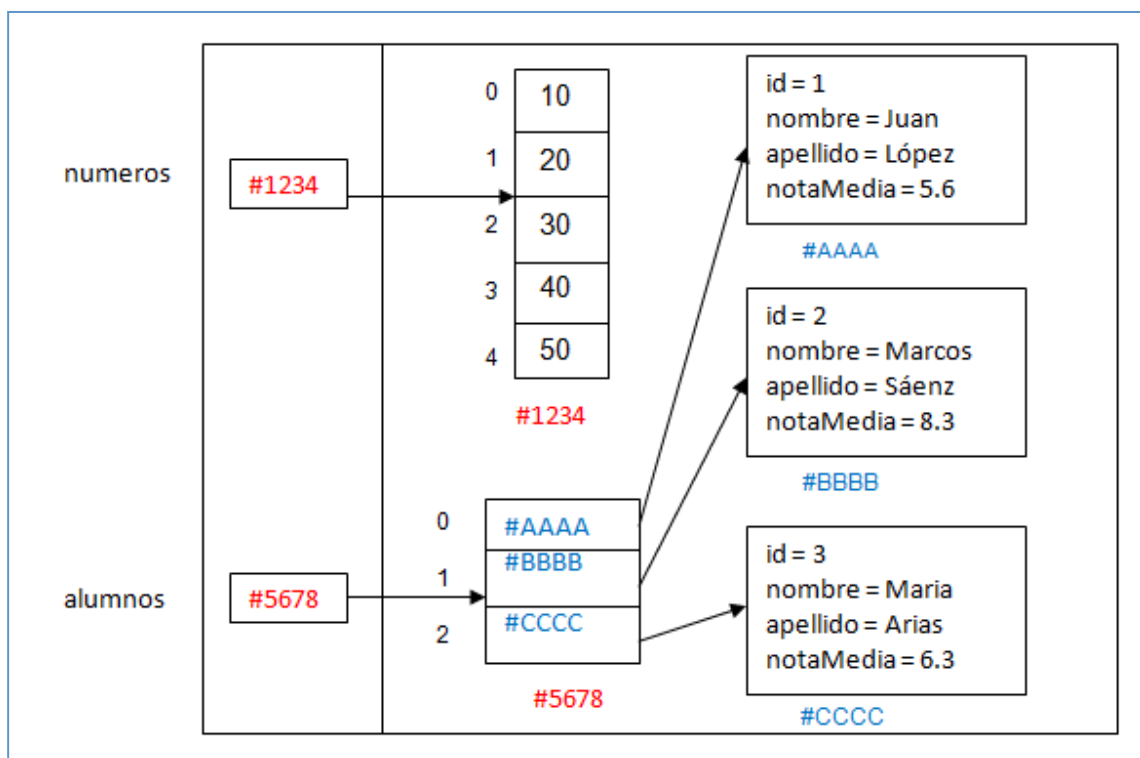 numeros
#1234
0 10
1 20
2 30
3 40
4 50
#1234
id = 1
nombre = Juan
apellido = López
notaMedia = 5.6
#AAAA
id = 2
nombre = Marcos
apellido = Sáenz
notaMedia = 8.3
#BBBB
alumnos
#5678
0 #AAAA
1 #BBBB
2 #CCCC
#5678
id = 3
nombre = Maria
apellido = Arias
notaMedia = 6.3
#CCCC